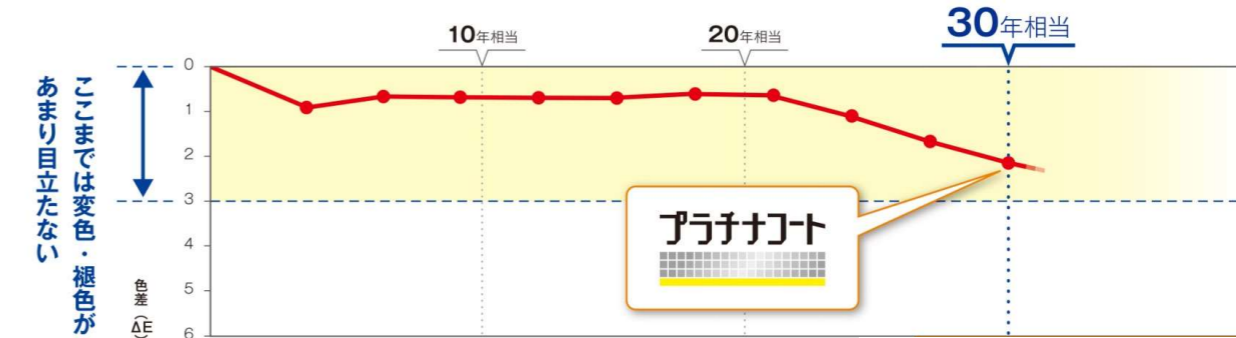 10年相当
20年相当
30年相当
ここまでは変色・褪色が
あまり目立たない
0
1
2
3
4
5
6
色差（ΔE）
プラチナコート